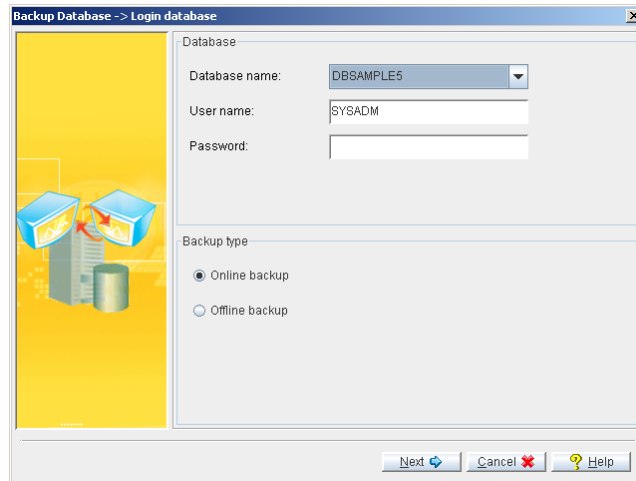 Backup Database -> Login database
Database
Database name:
DBSAMPLE5
User name:
SYSADM
Password:
Backup type
Online backup
Offline backup
Next
Cancel
Help